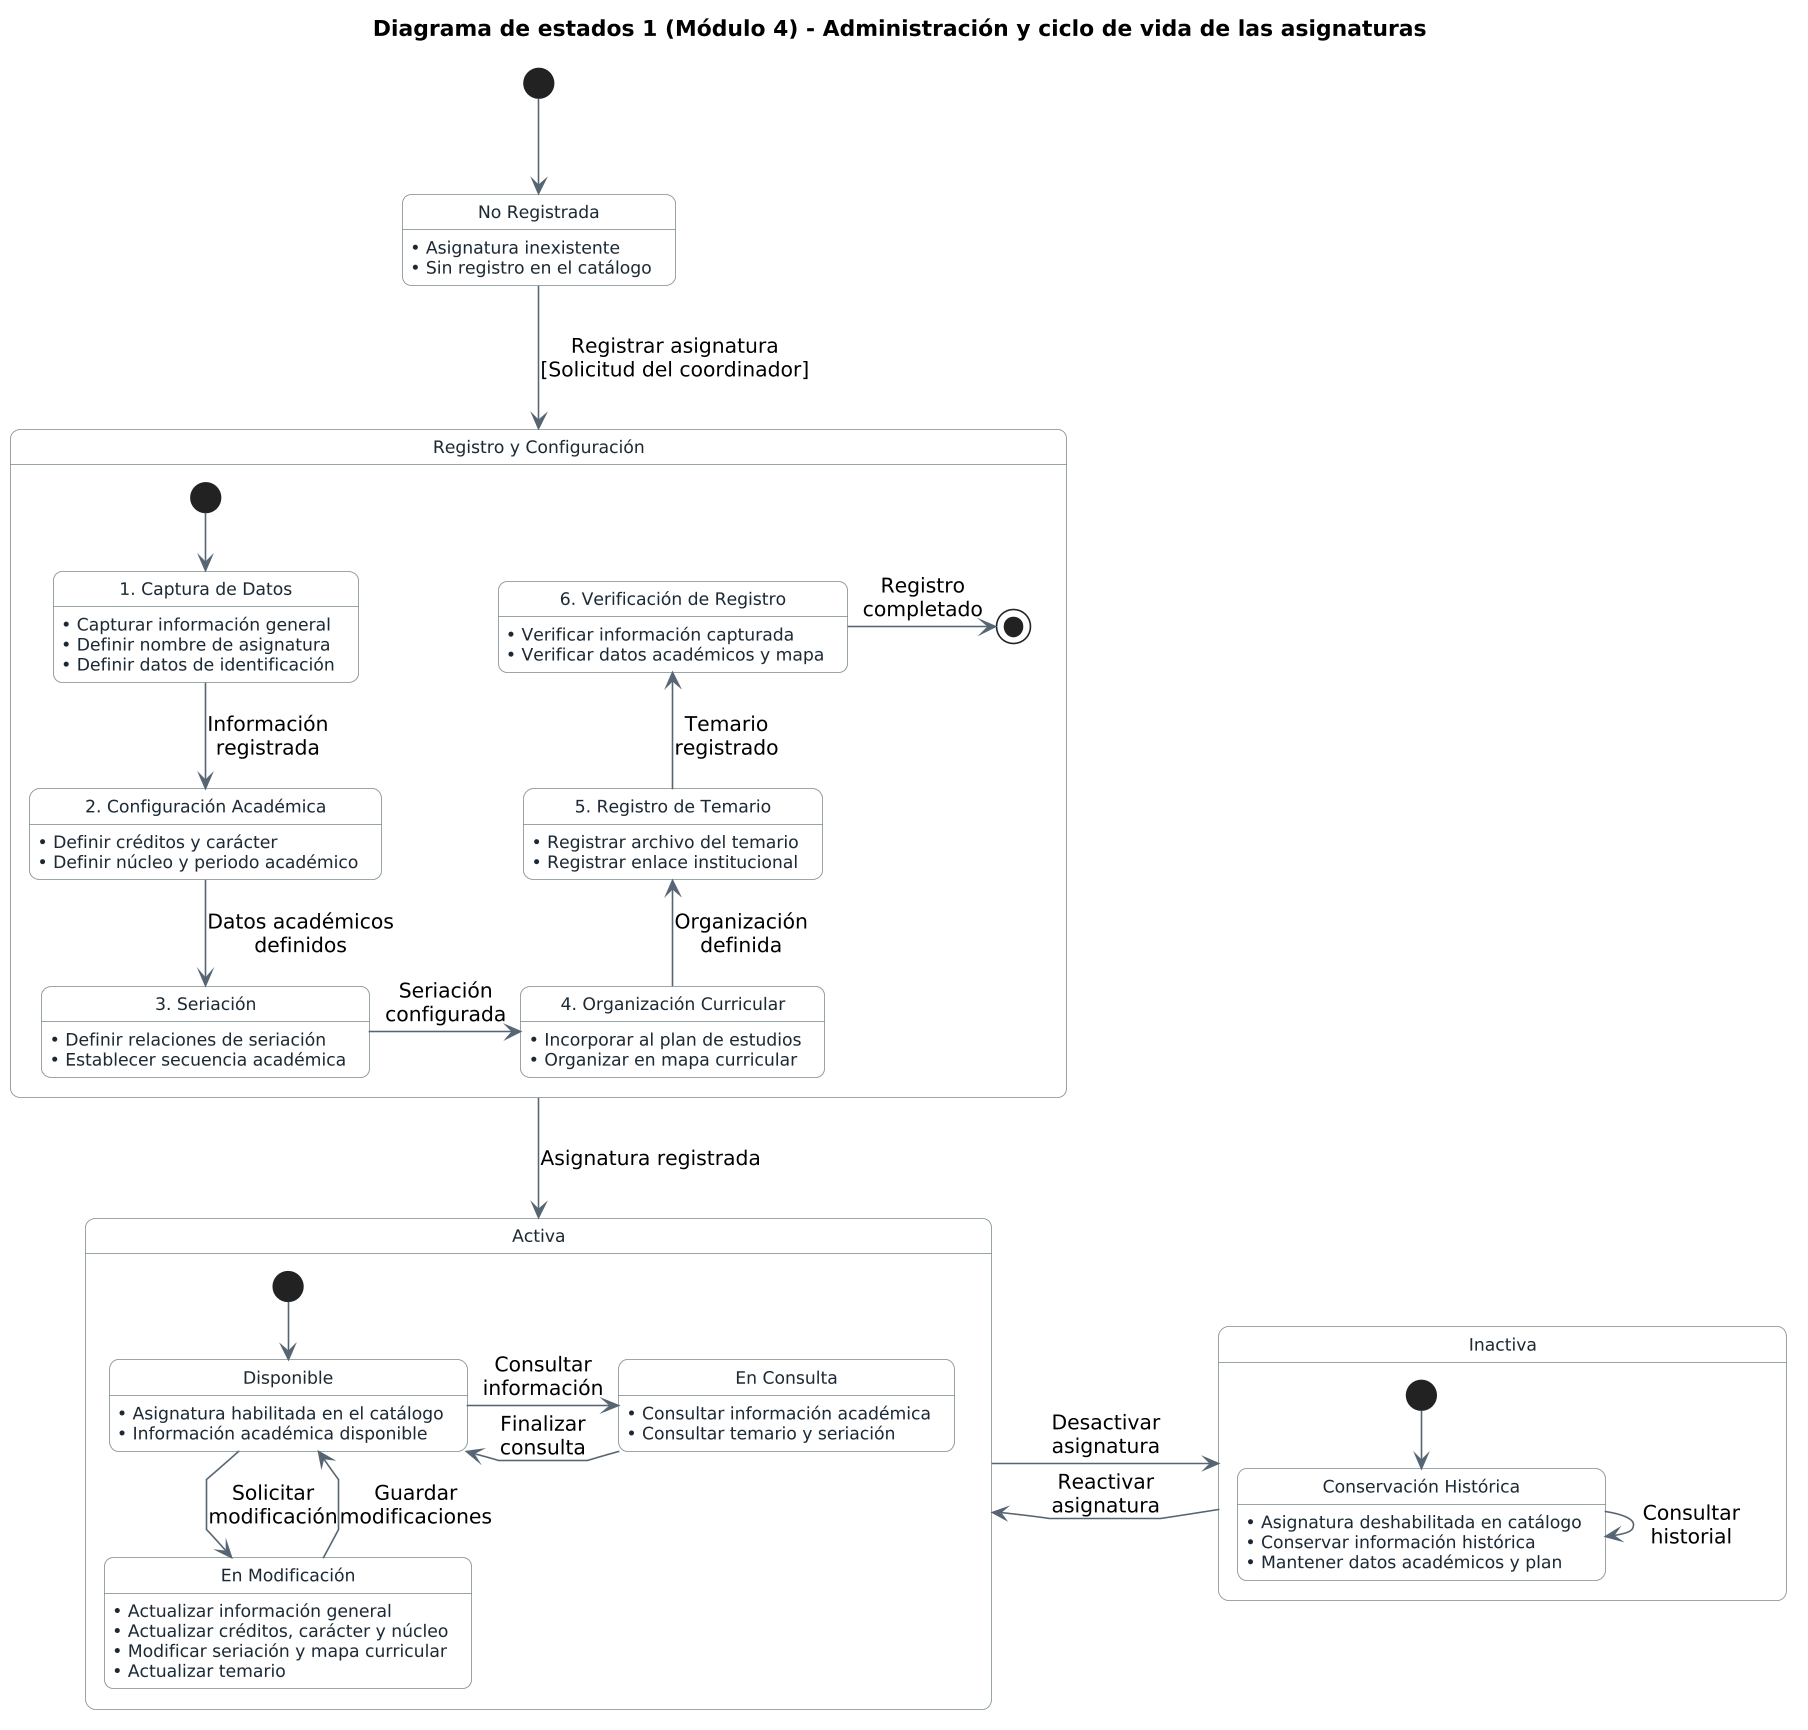 Diagrama de estados 1 (Módulo 4) - Administración y ciclo de vida de las asignaturas
No Registrada
• Asignatura inexistente
• Sin registro en el catálogo
Registrar asignatura
[Solicitud del coordinador]
Registro y Configuración
1. Captura de Datos
• Capturar información general
• Definir nombre de asignatura
• Definir datos de identificación
Información
registrada
2. Configuración Académica
• Definir créditos y carácter
• Definir núcleo y periodo académico
Datos académicos
definidos
3. Seriación
• Definir relaciones de seriación
• Establecer secuencia académica
Seriación
configurada
4. Organización Curricular
• Incorporar al plan de estudios
• Organizar en mapa curricular
Organización
definida
5. Registro de Temario
• Registrar archivo del temario
• Registrar enlace institucional
Temario
registrado
6. Verificación de Registro
• Verificar información capturada
• Verificar datos académicos y mapa
Registro
completado
Asignatura registrada
Activa
Disponible
• Asignatura habilitada en el catálogo
• Información académica disponible
Consultar
información
Finalizar
consulta
En Consulta
• Consultar información académica
• Consultar temario y seriación
Solicitar
modificación
Guardar
modificaciones
En Modificación
• Actualizar información general
• Actualizar créditos, carácter y núcleo
• Modificar seriación y mapa curricular
• Actualizar temario
Desactivar
asignatura
Reactivar
asignatura
Inactiva
Conservación Histórica
• Asignatura deshabilitada en catálogo
• Conservar información histórica
• Mantener datos académicos y plan
Consultar
historial